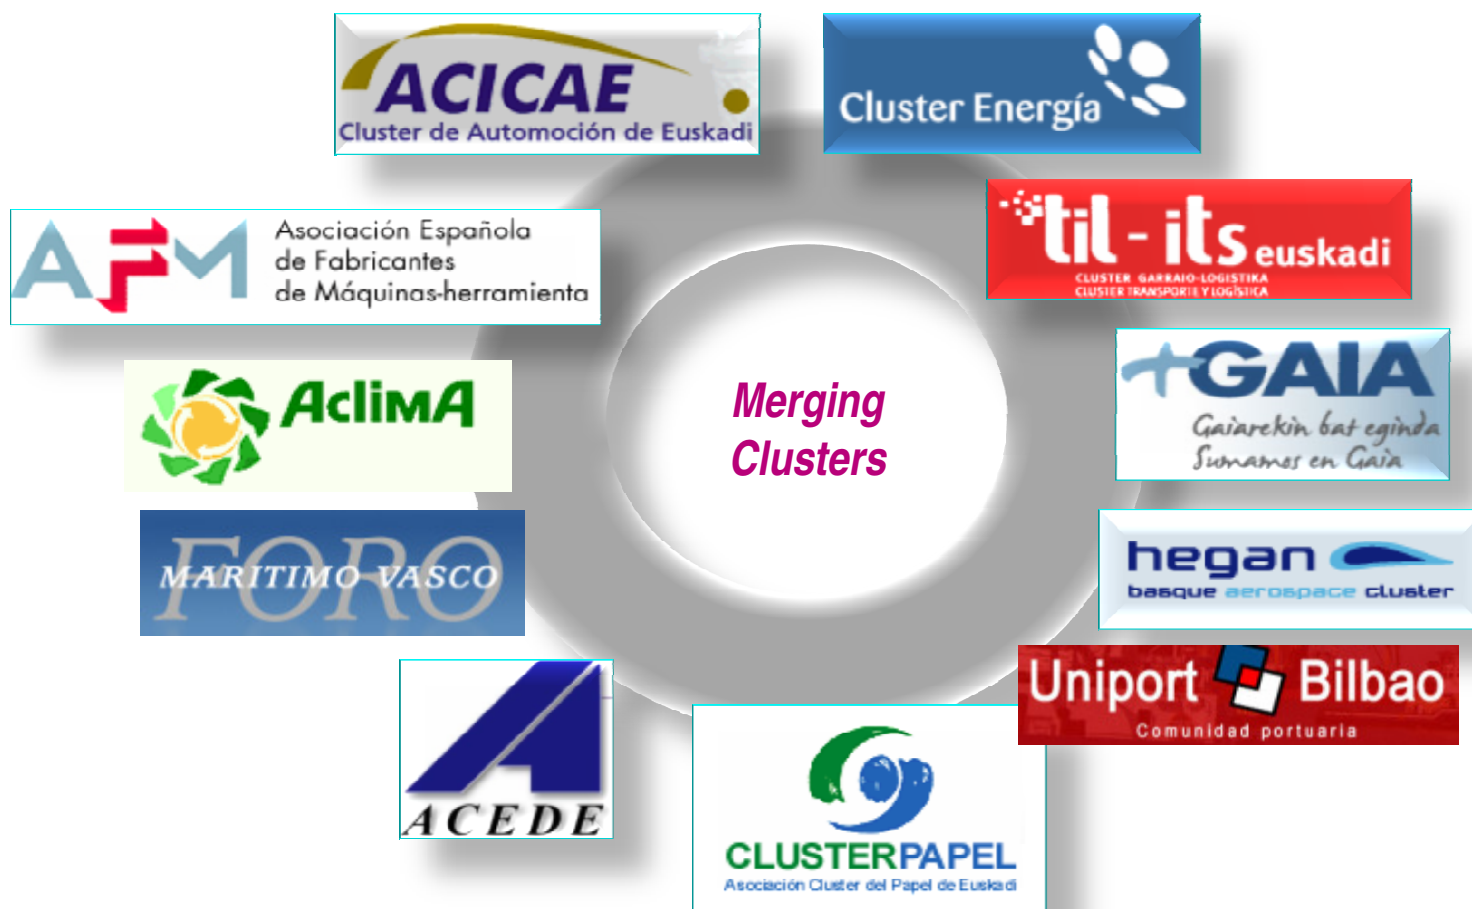 ACICAE
Cluster de Automoción de Euskadi
Cluster Energía
AFM
Asociación Española
de Fabricantes
de Máquinas-herramienta
til - its euskadi
CLUSTER GARRAIO-LOGISTIKA
CLUSTER TRANSPORTE Y LOGÍSTICA
AclimA
+GAIA
Gaiarekin bat eginda
Sumamos en Gaia
Merging
Clusters
FORO
MARITIMO VASCO
hegan
basque aerospace cluster
Uniport Bilbao
Comunidad portuaria
ACEDE
CLUSTERPAPEL
Asociación Cluster del Papel de Euskadi